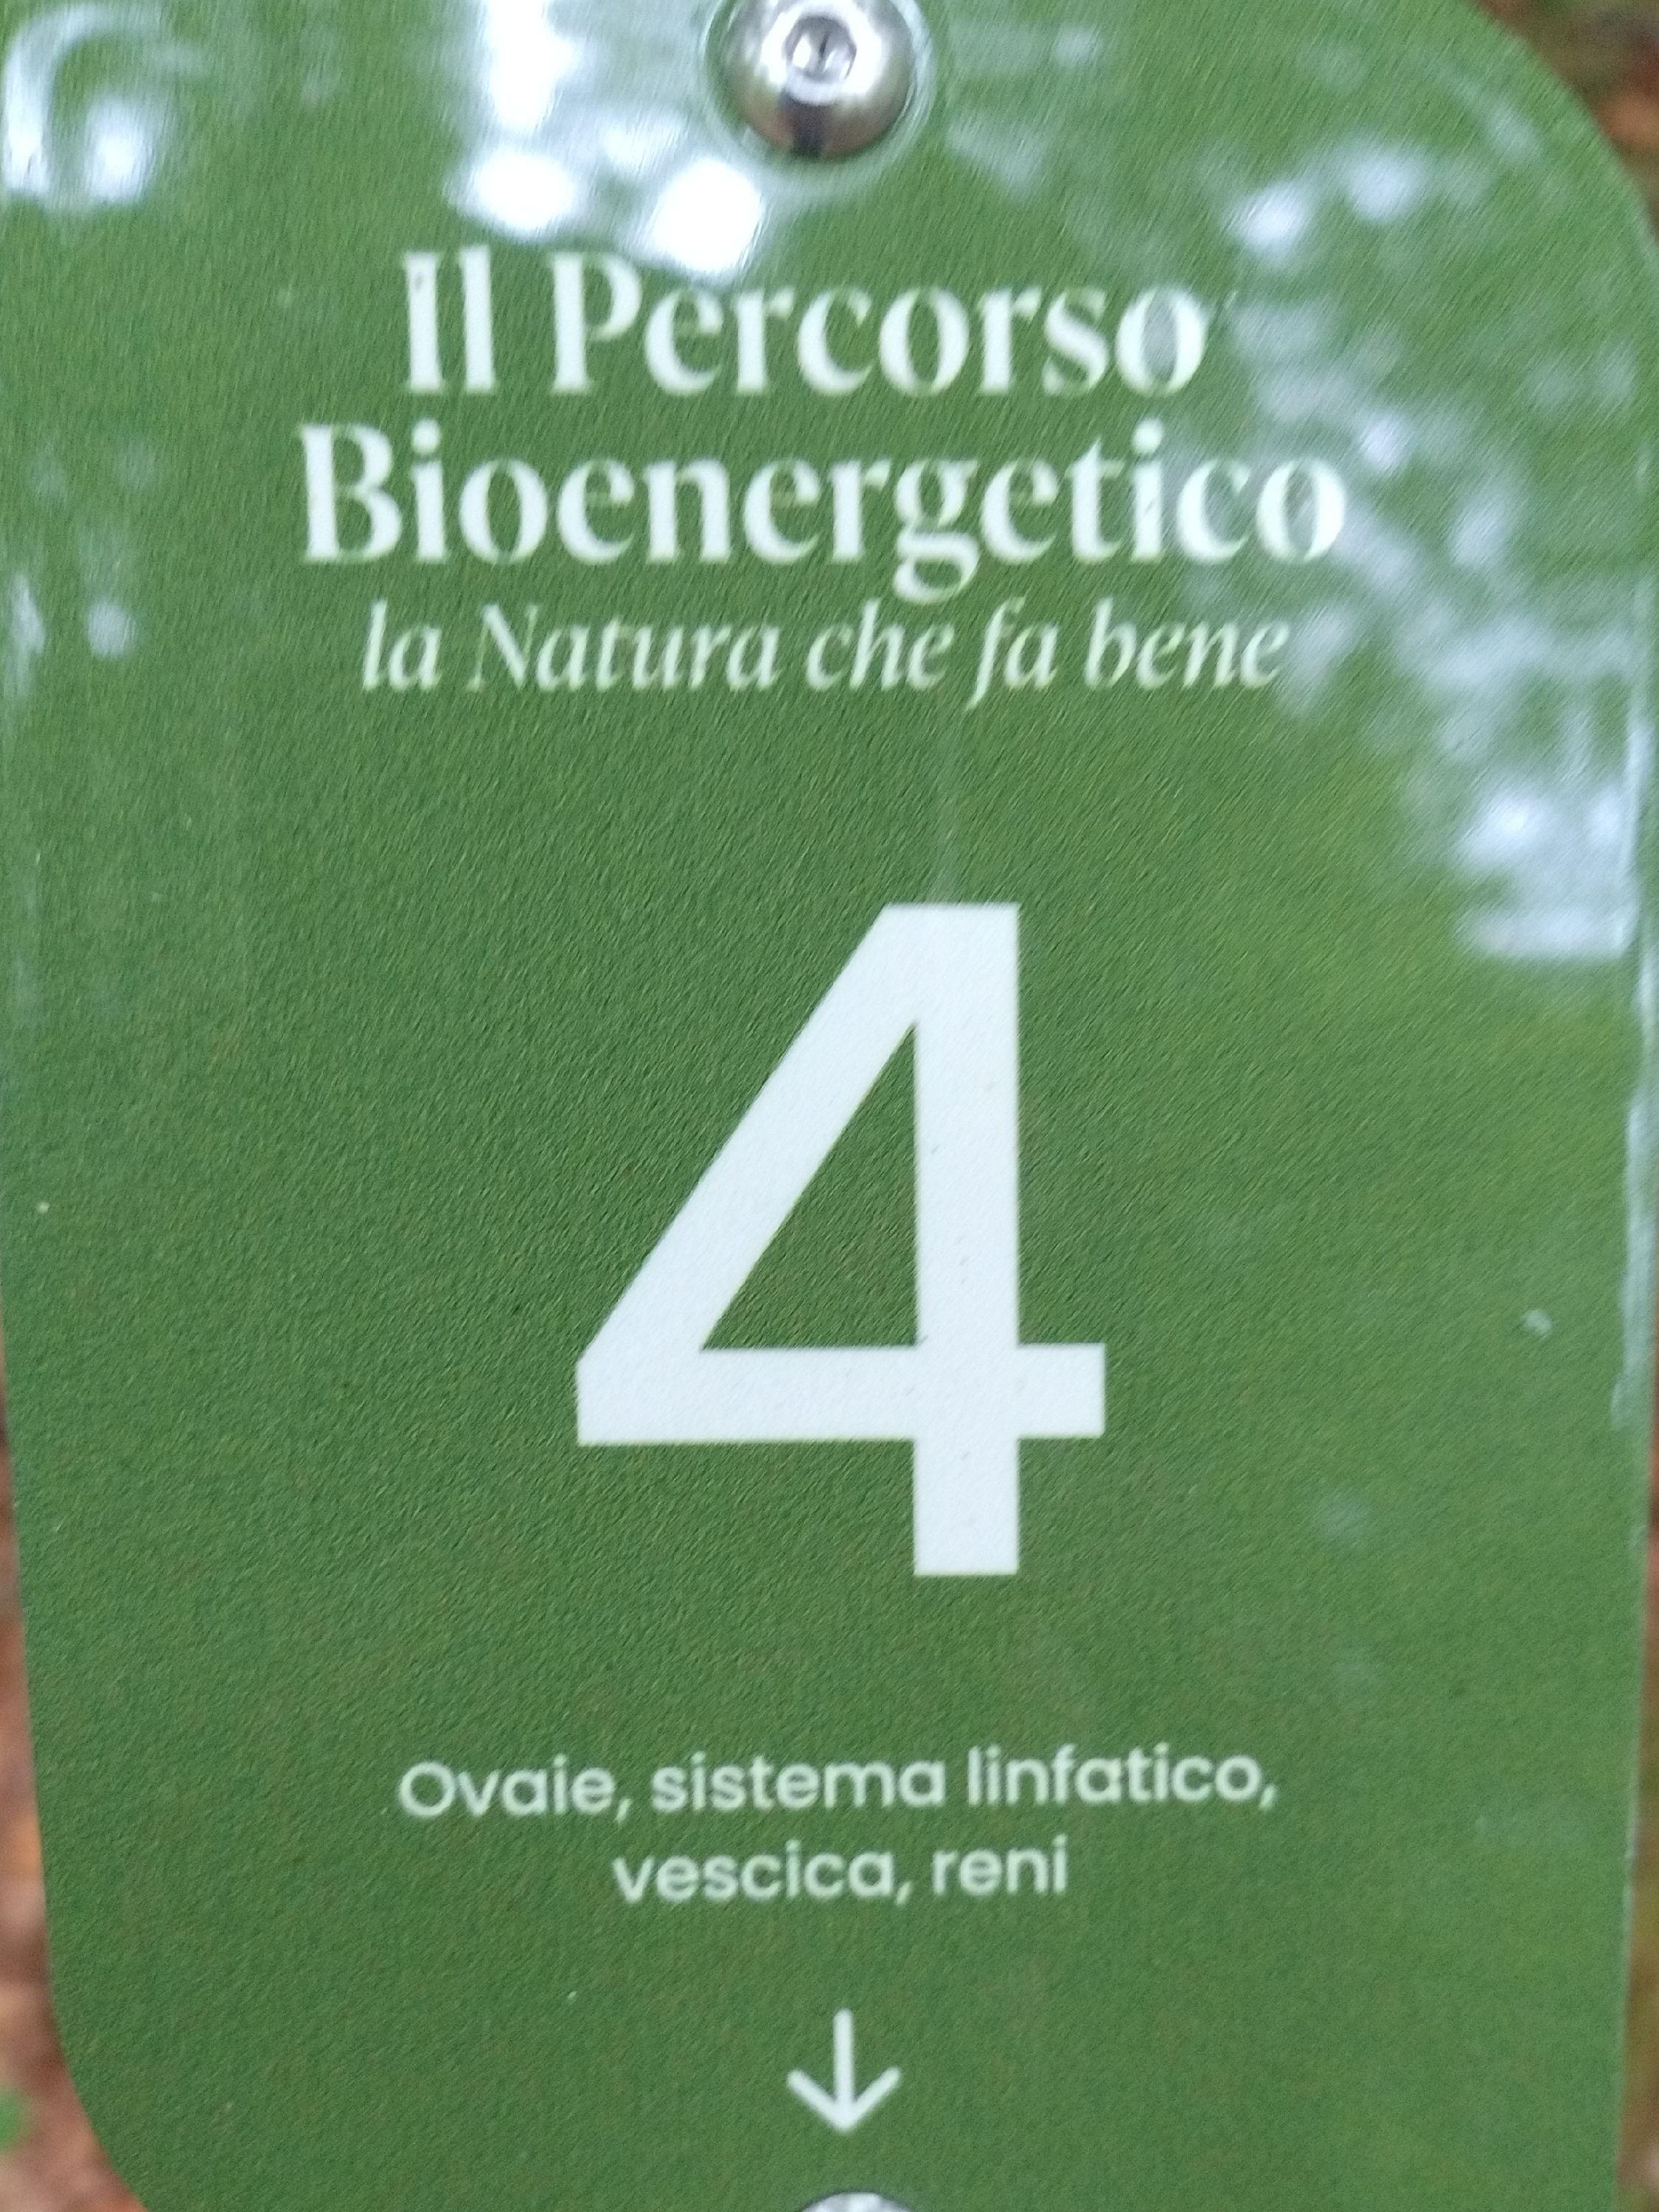 Il Percorso
Bioenergetico
la Natura che fa bene
4
Ovaie, sistema linfatico,
vescica, reni
↓